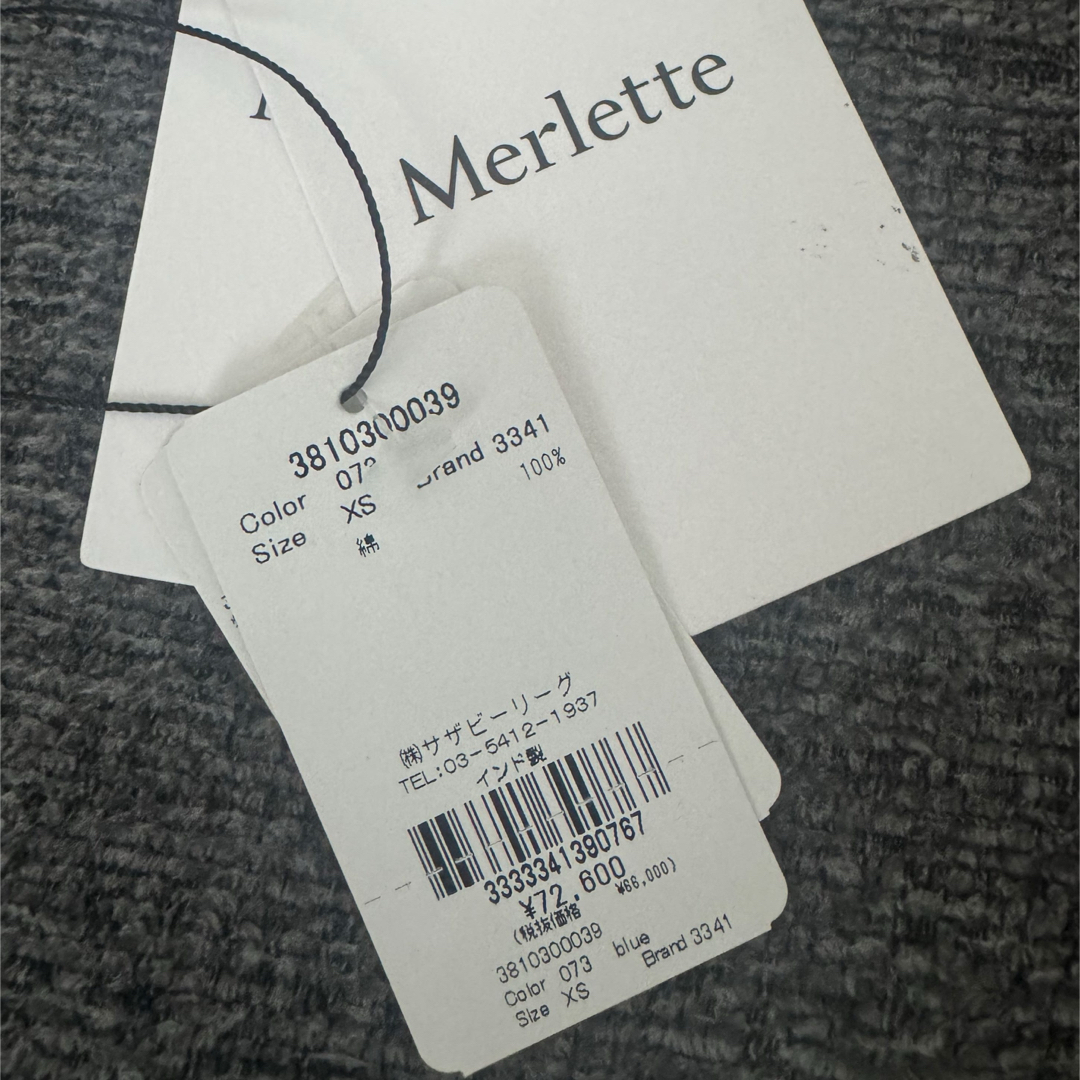 Merlette
3810300039
Color 073 Brand 3341
Size XS 100%
綿
㈱サザビーリーグ
TEL:03-5412-1937
インド製
3333341390767
¥72,600
(税抜価格 ¥66,000)
3810300039
Color 073 blue
Size XS Brand 3341